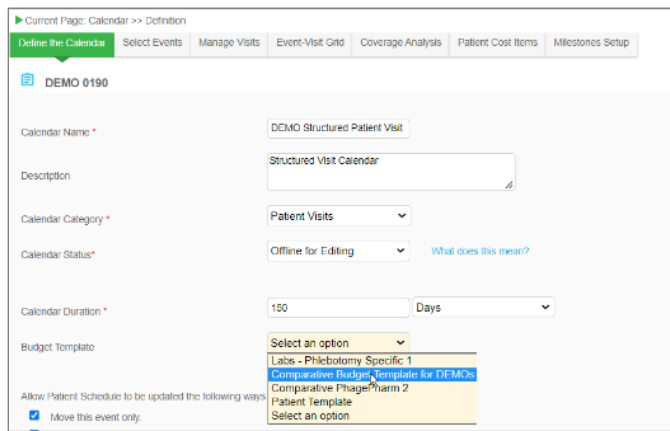 Current Page: Calendar >> Definition
Define the Calendar Select Events Manage Visits Event-Visit Grid Coverage Analysis Patient Cost Items Milestones Setup
DEMO 0190
Calendar Name * DEMO Structured Patient Visit
Description Structured Visit Calendar
Calendar Category * Patient Visits
Calendar Status* Offline for Editing What does this mean?
Calendar Duration * 150 Days
Budget Template Select an option
Labs - Phlebotomy Specific 1
Comparative Budget Template for DEMOs
Comparative PhagePharm 2
Patient Template
Select an option
Allow Patient Schedule to be updated the following ways
Move this event only.